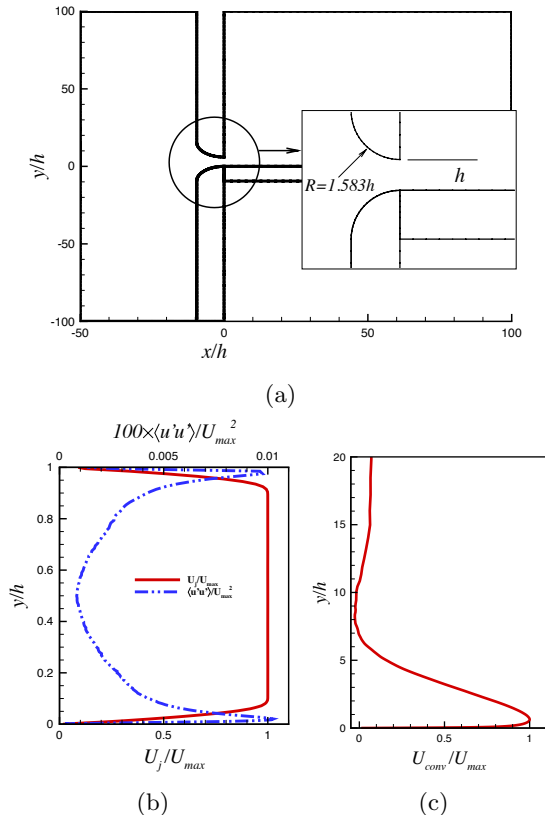 100
50
y/h
0
-50
-100
-50
0
50
100
x/h
R=1.583h
h
(a)
100×⟨u'u'⟩/U_max^2
0
0.005
0.01
1
0.8
0.6
y/h
0.4
0.2
0
U_j/U_max
⟨u'u'⟩/U_max^2
0
0.5
1
U_j/U_max
(b)
20
15
y/h
10
5
0
0
0.5
1
U_conv/U_max
(c)